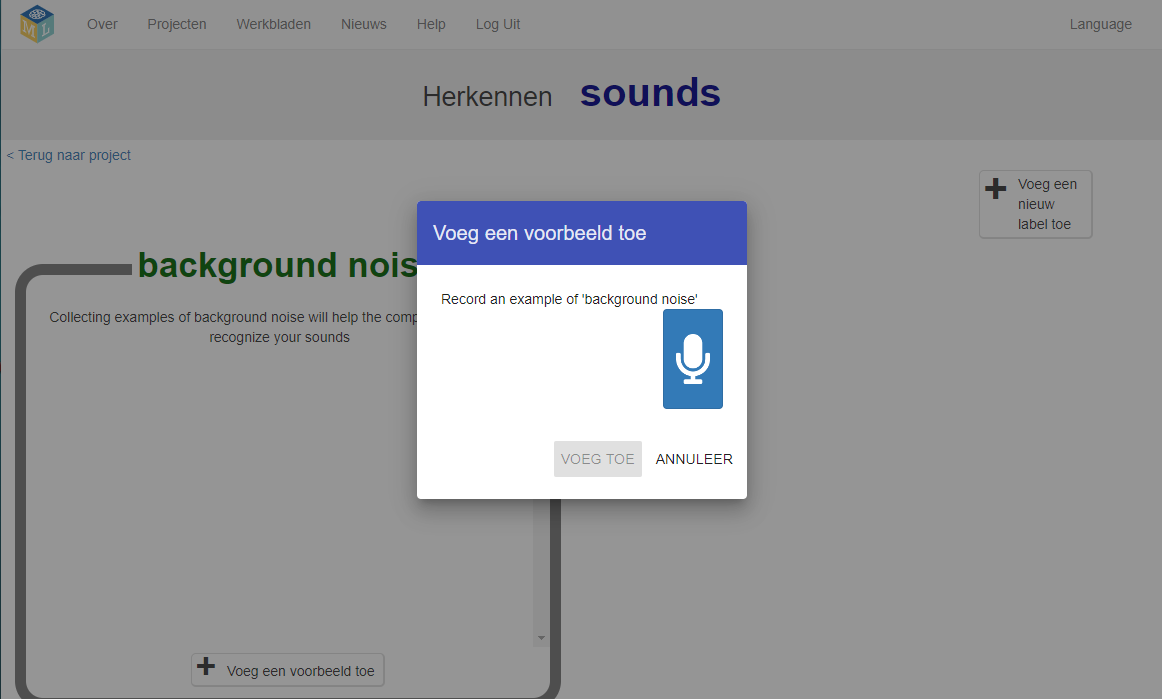 ML
Over Projecten Werkbladen Nieuws Help Log Uit Language
Herkennen sounds
< Terug naar project
Voeg een
nieuw
label toe
background nois
Collecting examples of background noise will help the comp
recognize your sounds
Voeg een voorbeeld toe
Record an example of 'background noise'
VOEG TOE ANNULEER
Voeg een voorbeeld toe